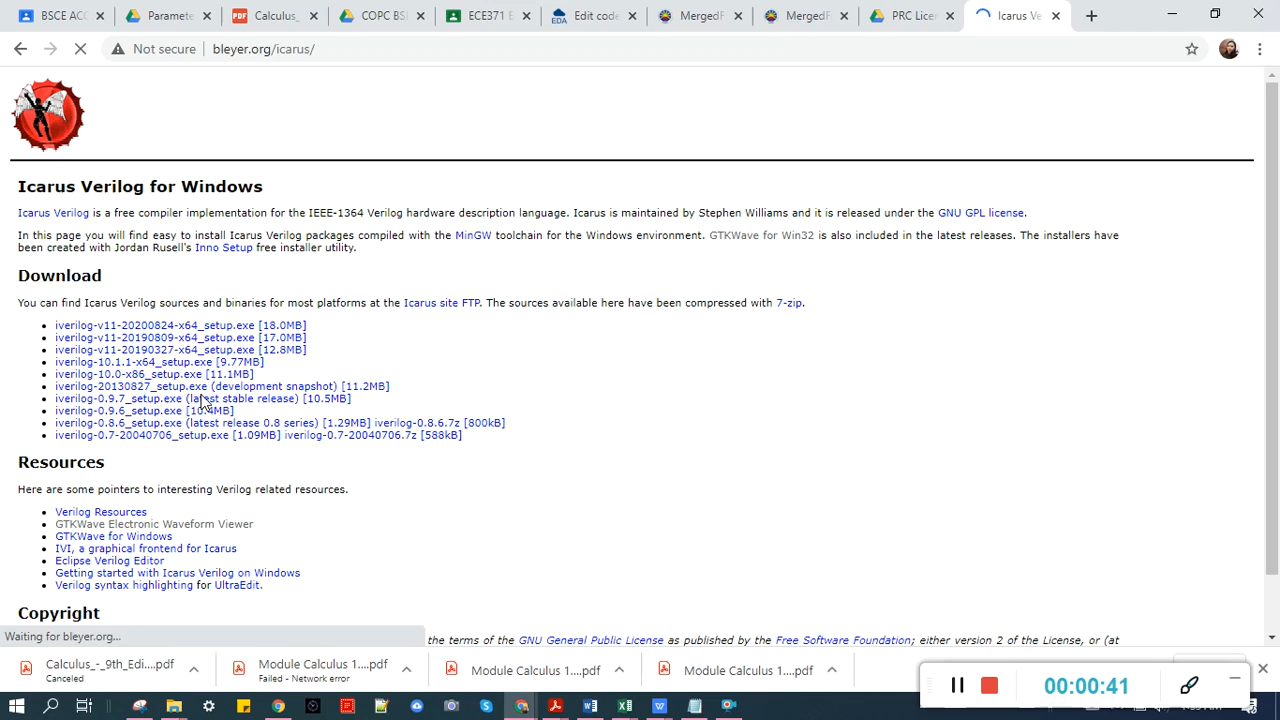 BSCE AC
Paramete
Calculus_
COPC BSI
ECE371 E
Edit code
MergedF
MergedF
PRC Lice
Icarus Ve
Not secure bleyer.org/icarus/
Icarus Verilog for Windows
Icarus Verilog is a free compiler implementation for the IEEE-1364 Verilog hardware description language. Icarus is maintained by Stephen Williams and it is released under the GNU GPL license.
In this page you will find easy to install Icarus Verilog packages compiled with the MinGW toolchain for the Windows environment. GTKWave for Win32 is also included in the latest releases. The installers have
been created with Jordan Rusell's Inno Setup free installer utility.
Download
You can find Icarus Verilog sources and binaries for most platforms at the Icarus site FTP. The sources available here have been compressed with 7-zip.
iverilog-v11-20200824-x64_setup.exe [18.0MB]
iverilog-v11-20190809-x64_setup.exe [17.0MB]
iverilog-v11-20190327-x64_setup.exe [12.8MB]
iverilog-10.1.1-x64_setup.exe [9.77MB]
iverilog-10.0-x86_setup.exe [11.1MB]
iverilog-20130827_setup.exe (development snapshot) [11.2MB]
iverilog-0.9.7_setup.exe (latest stable release) [10.5MB]
iverilog-0.9.6_setup.exe [10.4MB]
iverilog-0.8.6_setup.exe (latest release 0.8 series) [1.29MB] iverilog-0.8.6.7z [800kB]
iverilog-0.7-20040706_setup.exe [1.09MB] iverilog-0.7-20040706.7z [588kB]
Resources
Here are some pointers to interesting Verilog related resources.
Verilog Resources
GTKWave Electronic Waveform Viewer
GTKWave for Windows
IVI, a graphical frontend for Icarus
Eclipse Verilog Editor
Getting started with Icarus Verilog on Windows
Verilog syntax highlighting for UltraEdit.
Copyright
Waiting for bleyer.org...
the terms of the GNU General Public License as published by the Free Software Foundation; either version 2 of the License, or (at
Calculus_-_9th_Edi....pdf
Canceled
Module Calculus 1....pdf
Failed - Network error
Module Calculus 1....pdf
Module Calculus 1....pdf
00:00:41